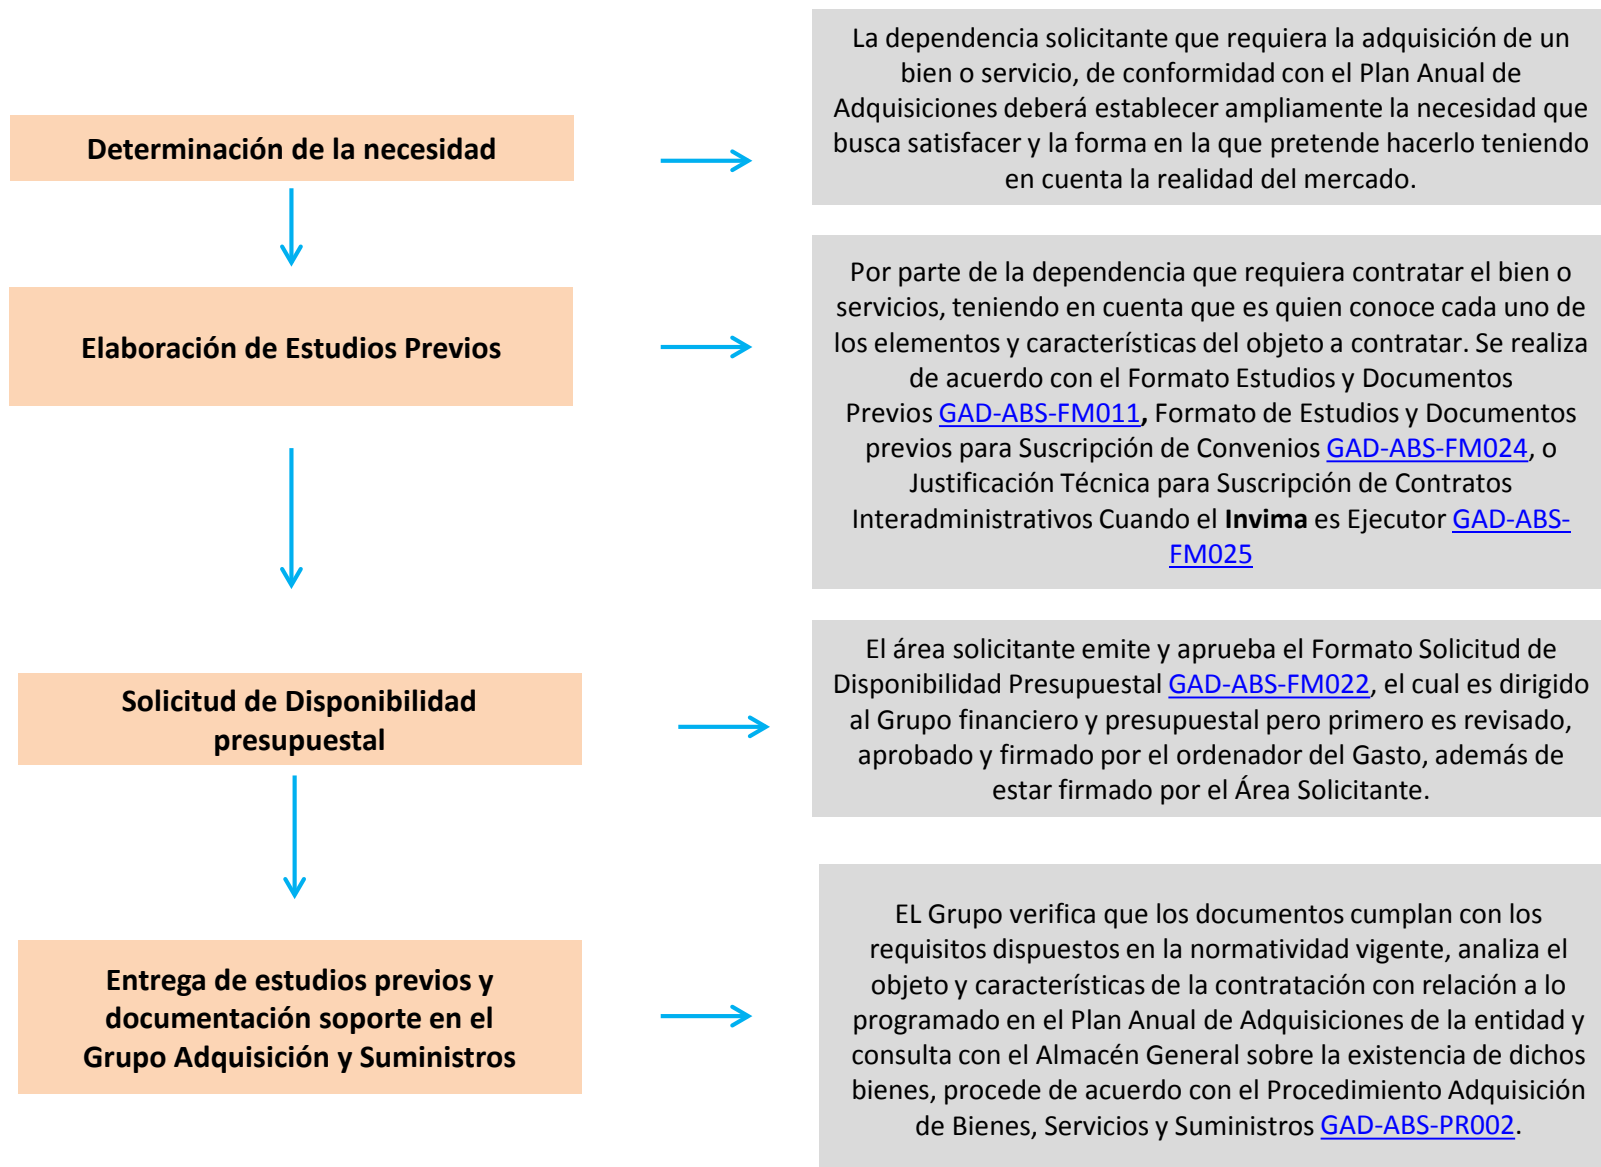 Determinación de la necesidad
La dependencia solicitante que requiera la adquisición de un
bien o servicio, de conformidad con el Plan Anual de
Adquisiciones deberá establecer ampliamente la necesidad que
busca satisfacer y la forma en la que pretende hacerlo teniendo
en cuenta la realidad del mercado.
Elaboración de Estudios Previos
Por parte de la dependencia que requiera contratar el bien o
servicios, teniendo en cuenta que es quien conoce cada uno de
los elementos y características del objeto a contratar. Se realiza
de acuerdo con el Formato Estudios y Documentos
Previos GAD-ABS-FM011, Formato de Estudios y Documentos
previos para Suscripción de Convenios GAD-ABS-FM024, o
Justificación Técnica para Suscripción de Contratos
Interadministrativos Cuando el Invima es Ejecutor GAD-ABS-
FM025
Solicitud de Disponibilidad
presupuestal
El área solicitante emite y aprueba el Formato Solicitud de
Disponibilidad Presupuestal GAD-ABS-FM022, el cual es dirigido
al Grupo financiero y presupuestal pero primero es revisado,
aprobado y firmado por el ordenador del Gasto, además de
estar firmado por el Área Solicitante.
Entrega de estudios previos y
documentación soporte en el
Grupo Adquisición y Suministros
EL Grupo verifica que los documentos cumplan con los
requisitos dispuestos en la normatividad vigente, analiza el
objeto y características de la contratación con relación a lo
programado en el Plan Anual de Adquisiciones de la entidad y
consulta con el Almacén General sobre la existencia de dichos
bienes, procede de acuerdo con el Procedimiento Adquisición
de Bienes, Servicios y Suministros GAD-ABS-PR002.